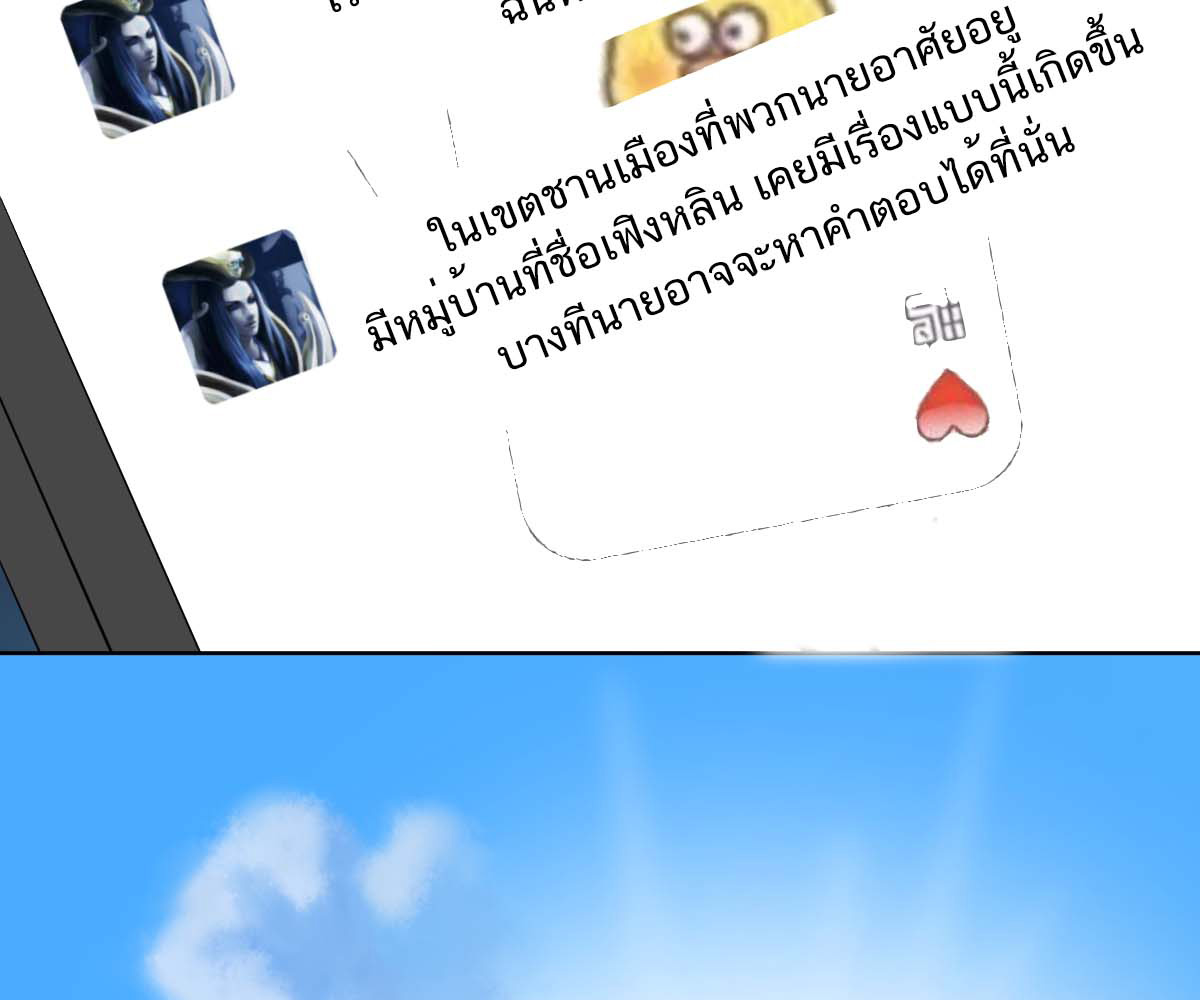 ในเขตชานเมืองที่พวกนายอาศัยอยู่
มีหมู่บ้านที่ชื่อเฟิงหลิน เคยมีเรื่องแบบนี้เกิดขึ้น
บางทีนายอาจจะหาคำตอบได้ที่นั่น